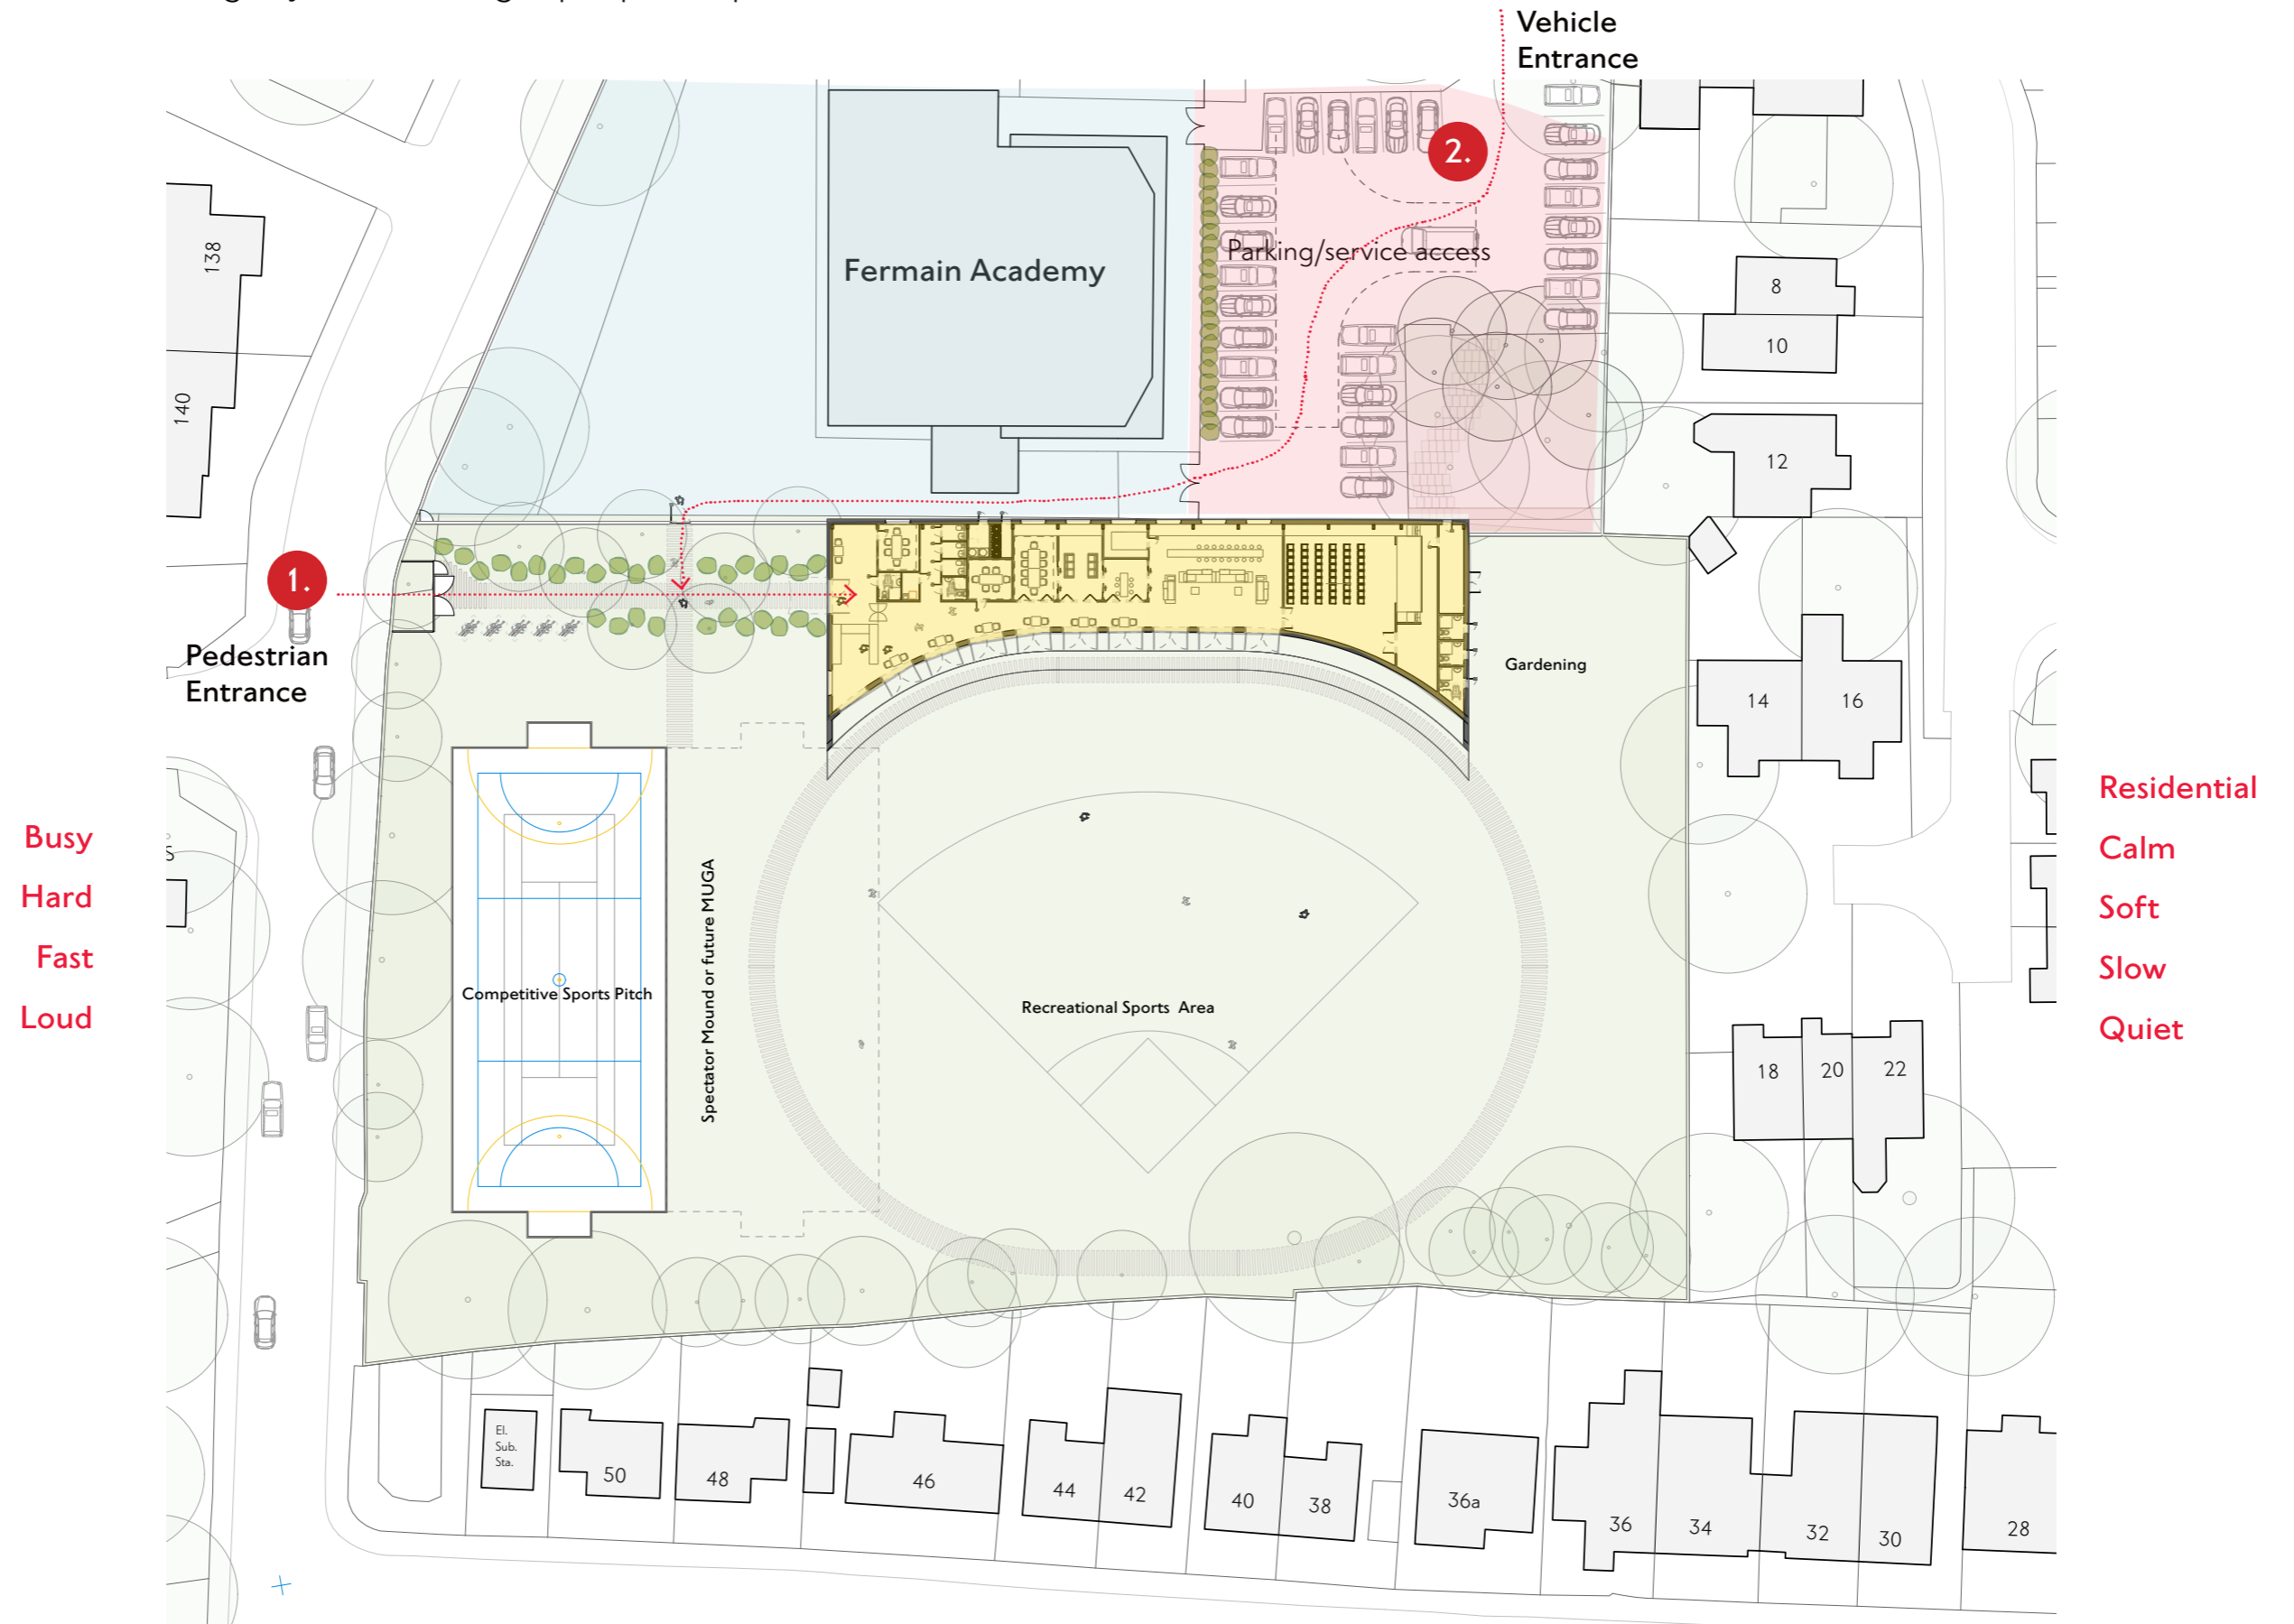 Vehicle
Entrance
2.
138
Fermain Academy
Parking/service access
8
10
140
12
1.
Pedestrian
Entrance
Gardening
14
16
Busy
Hard
Fast
Loud
Residential
Calm
Soft
Slow
Quiet
Competitive Sports Pitch
Spectator Mound or future MUGA
Recreational Sports Area
18
20
22
El.
Sub.
Sta.
50
48
46
44
42
40
38
36a
36
34
32
30
28